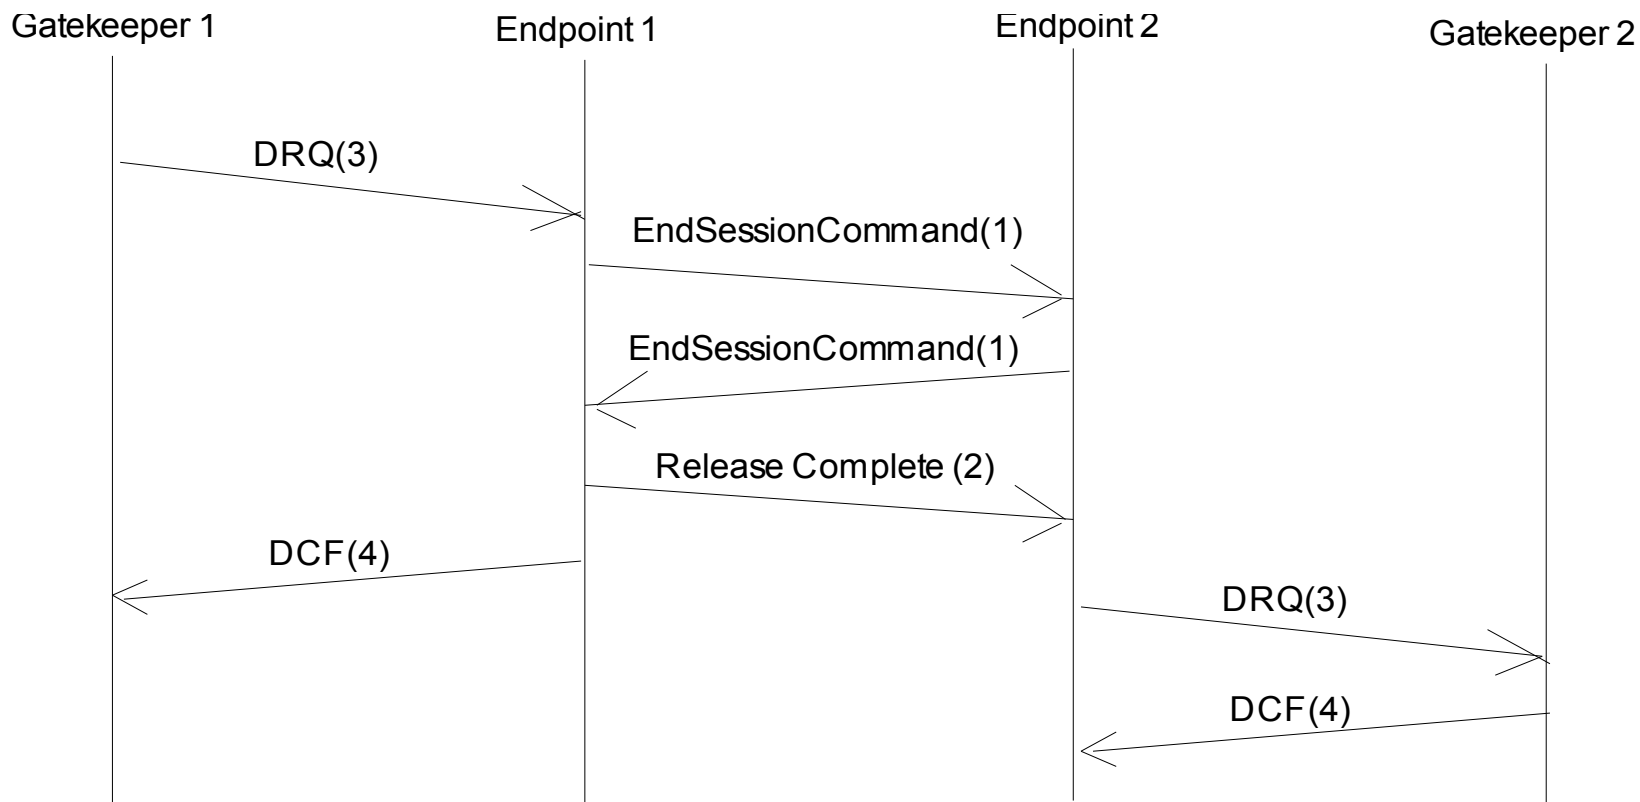 Gatekeeper 1
Endpoint 1
Endpoint 2
Gatekeeper 2
DRQ(3)
EndSessionCommand(1)
EndSessionCommand(1)
Release Complete (2)
DCF(4)
DRQ(3)
DCF(4)